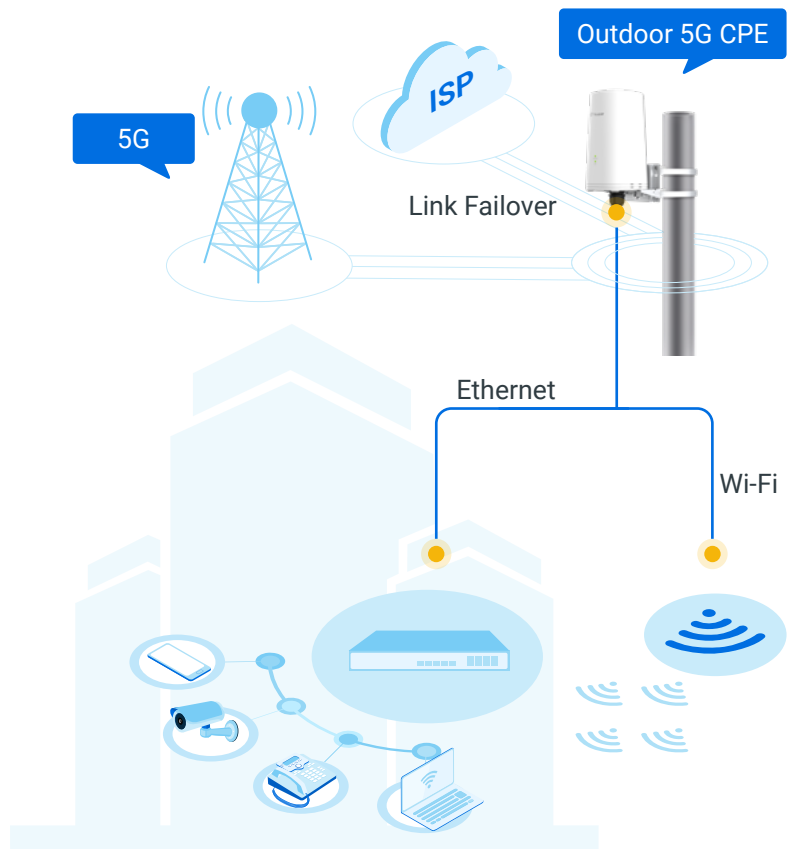 Outdoor 5G CPE
ISP
5G
Link Failover
Ethernet
Wi-Fi